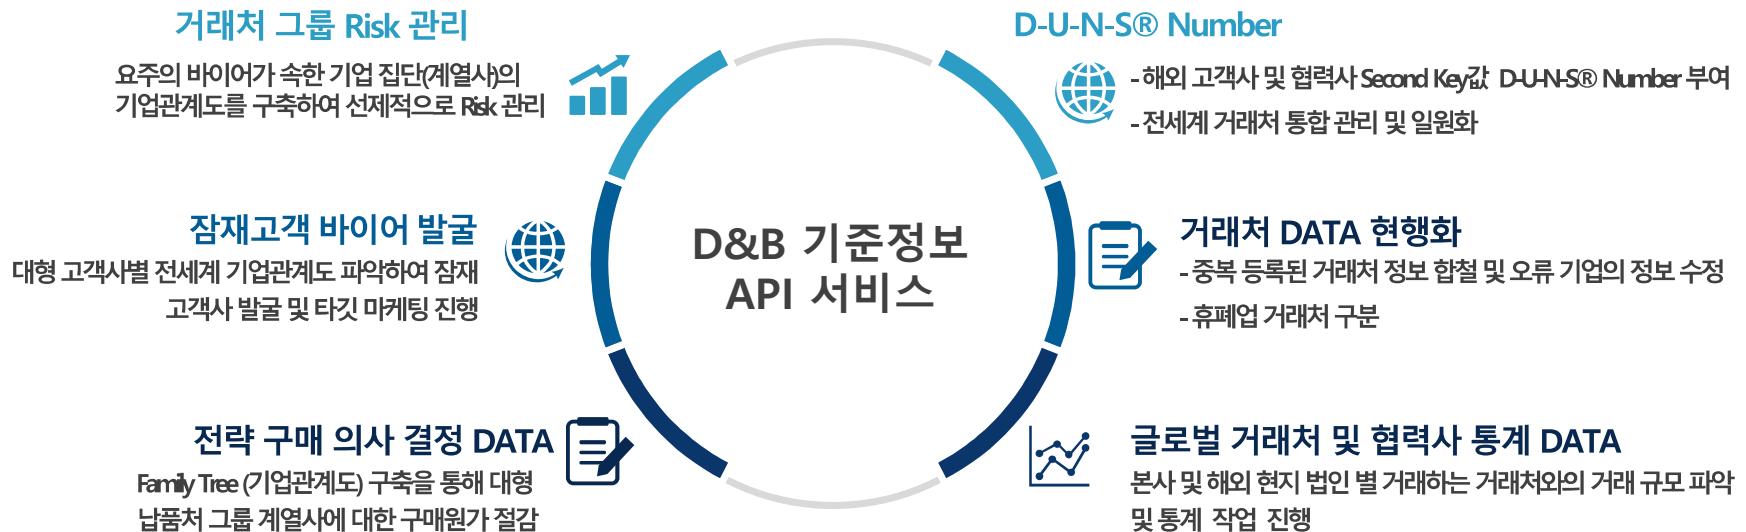 거래처 그룹 Risk 관리
요주의 바이어가 속한 기업 집단(계열사)의
기업관계도를 구축하여 선제적으로 Risk 관리
D-U-N-S® Number
- 해외 고객사 및 협력사 Second Key값 D-U-N-S® Number 부여
- 전세계 거래처 통합 관리 및 일원화
잠재고객 바이어 발굴
대형 고객사별 전세계 기업관계도 파악하여 잠재
고객사 발굴 및 타깃 마케팅 진행
D&B 기준정보
API 서비스
거래처 DATA 현행화
- 중복 등록된 거래처 정보 합철 및 오류 기업의 정보 수정
- 휴폐업 거래처 구분
전략 구매 의사 결정 DATA
Family Tree (기업관계도) 구축을 통해 대형
납품처 그룹 계열사에 대한 구매원가 절감
글로벌 거래처 및 협력사 통계 DATA
본사 및 해외 현지 법인 별 거래하는 거래처와의 거래 규모 파악
및 통계 작업 진행